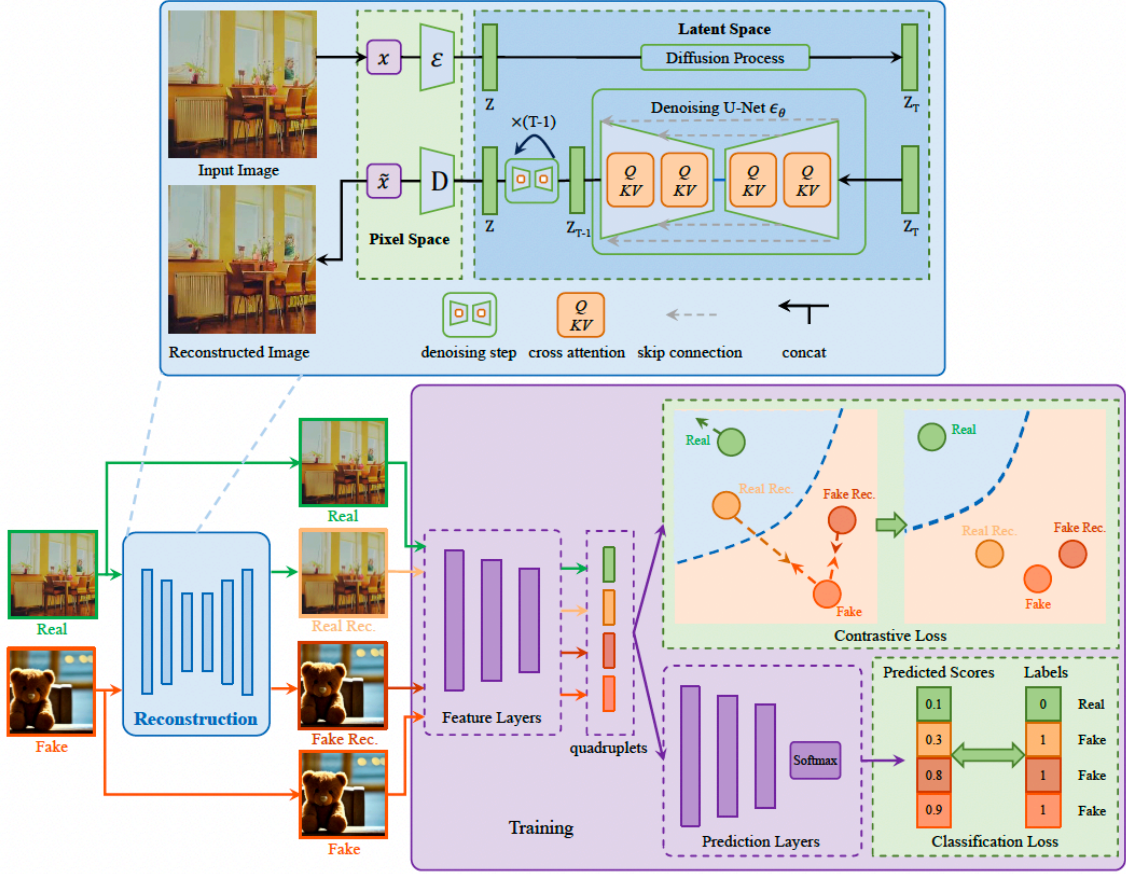 Latent Space
x
ε
Diffusion Process
Z
Z_T
Denoising U-Net ϵ_θ
×(T-1)
Input Image
x̃
D
Q
KV
Q
KV
Q
KV
Q
KV
Pixel Space
Z
Z_T-1
Z_T
Q
KV
Reconstructed Image
denoising step
cross attention
skip connection
concat
Real
Real
Real Rec.
Fake Rec.
Fake
Real
Real Rec.
Fake Rec.
Fake
Contrastive Loss
Real
Real Rec.
Fake
Reconstruction
Fake
Fake Rec.
Fake
Feature Layers
quadruplets
Training
Softmax
Prediction Layers
Predicted Scores
Labels
0.1
0
Real
0.3
1
Fake
0.8
1
Fake
0.9
1
Fake
Classification Loss